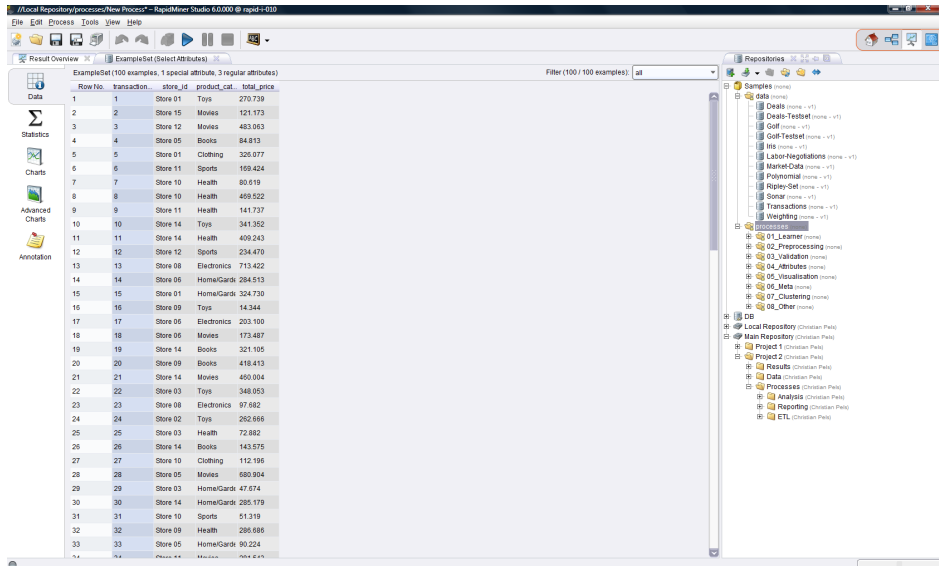 //Local Repository/processes/New Process* – RapidMiner Studio 6.0.000 @ rapid-i-010
File Edit Process Tools View Help
Result Overview ExampleSet (Select Attributes)
Data
Statistics
Charts
Advanced Charts
Annotation
ExampleSet (100 examples, 1 special attribute, 3 regular attributes) Filter (100 / 100 examples): all
Row No. transaction... store_id product_cat... total_price
1 1 Store 01 Toys 270.739
2 2 Store 15 Movies 121.173
3 3 Store 12 Movies 483.063
4 4 Store 05 Books 84.813
5 5 Store 01 Clothing 326.077
6 6 Store 11 Sports 169.424
7 7 Store 10 Health 80.619
8 8 Store 10 Health 469.522
9 9 Store 11 Health 141.737
10 10 Store 14 Toys 341.352
11 11 Store 14 Health 409.243
12 12 Store 12 Sports 234.470
13 13 Store 08 Electronics 713.422
14 14 Store 06 Home/Garde 284.513
15 15 Store 01 Home/Garde 324.730
16 16 Store 09 Toys 14.344
17 17 Store 06 Electronics 203.100
18 18 Store 06 Movies 173.487
19 19 Store 14 Books 321.105
20 20 Store 09 Books 418.413
21 21 Store 14 Movies 460.004
22 22 Store 03 Toys 348.053
23 23 Store 08 Electronics 97.682
24 24 Store 02 Toys 262.666
25 25 Store 03 Health 72.882
26 26 Store 14 Books 143.575
27 27 Store 10 Clothing 112.196
28 28 Store 05 Movies 680.904
29 29 Store 03 Home/Garde 47.674
30 30 Store 14 Home/Garde 285.179
31 31 Store 10 Sports 51.319
32 32 Store 09 Health 286.686
33 33 Store 05 Home/Garde 90.224
Repositories
Samples (none)
data (none)
Deals (none - v1)
Deals-Testset (none - v1)
Golf (none - v1)
Golf-Testset (none - v1)
Iris (none - v1)
Labor-Negotiations (none - v1)
Market-Data (none - v1)
Polynomial (none - v1)
Ripley-Set (none - v1)
Sonar (none - v1)
Transactions (none - v1)
Weighting (none - v1)
processes
01_Learner (none)
02_Preprocessing (none)
03_Validation (none)
04_Attributes (none)
05_Visualisation (none)
06_Meta (none)
07_Clustering (none)
08_Other (none)
DB
Local Repository (Christian Pels)
Main Repository (Christian Pels)
Project 1 (Christian Pels)
Project 2 (Christian Pels)
Results (Christian Pels)
Data (Christian Pels)
Processes (Christian Pels)
Analysis (Christian Pels)
Reporting (Christian Pels)
ETL (Christian Pels)